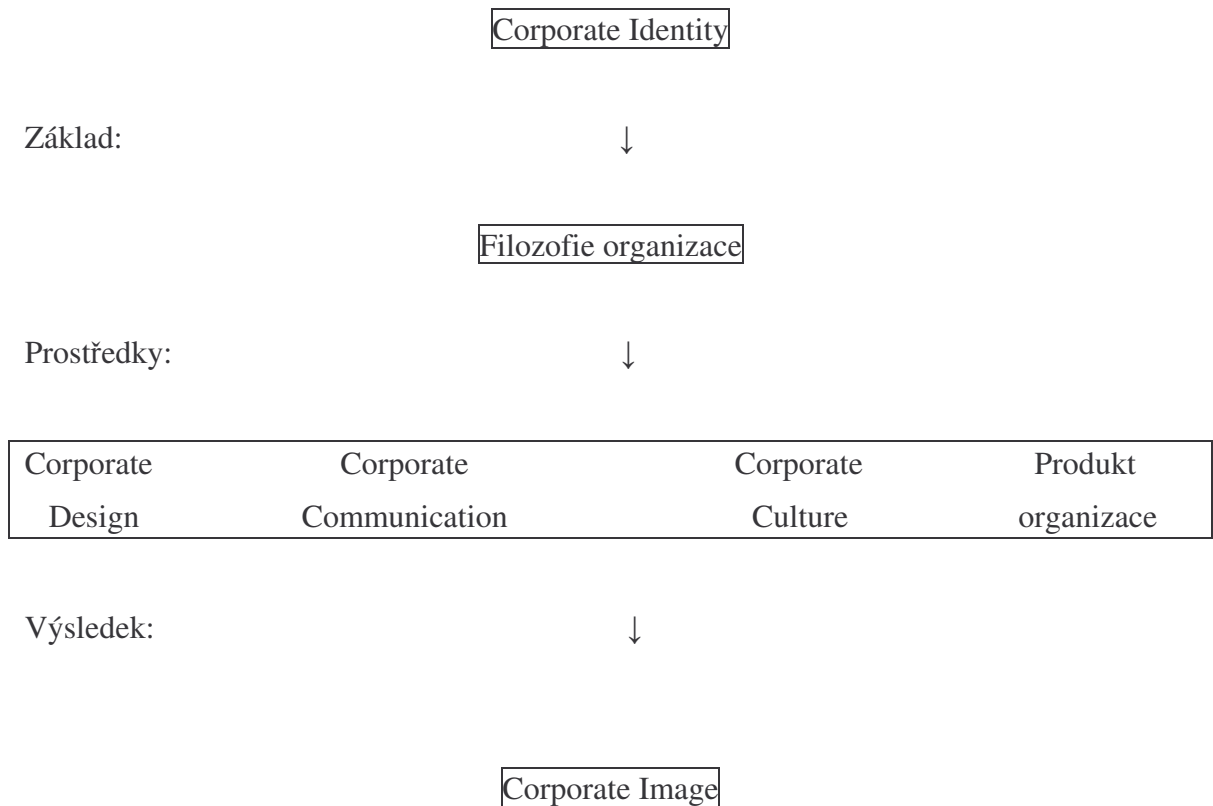 Corporate Identity
Základ: ↓
Filozofie organizace
Prostředky: ↓
Corporate Corporate Corporate Produkt
Design Communication Culture organizace
Výsledek: ↓
Corporate Image